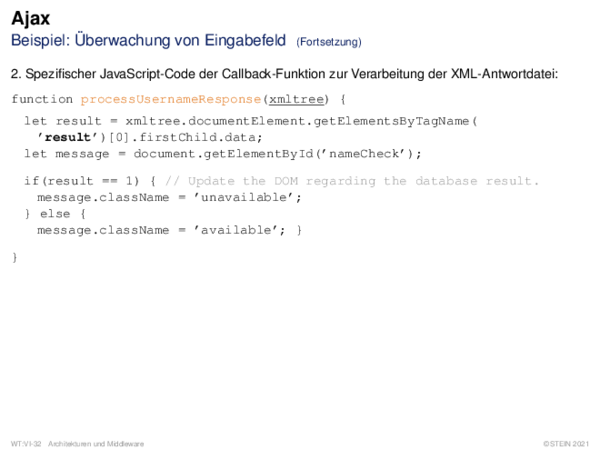 Ajax
Beispiel: Überwachung von Eingabefeld (Fortsetzung)
2. Spezifischer JavaScript-Code der Callback-Funktion zur Verarbeitung der XML-Antwortdatei:
function processUsernameResponse(xmltree) {
let result = xmltree.documentElement.getElementsByTagName(
’result’)[0].firstChild.data;
let message = document.getElementById(’nameCheck’);
if(result == 1) { // Update the DOM regarding the database result.
message.className = ’unavailable’;
} else {
message.className = ’available’; }
}
WT:VI-32 Architekturen und Middleware ©STEIN 2021